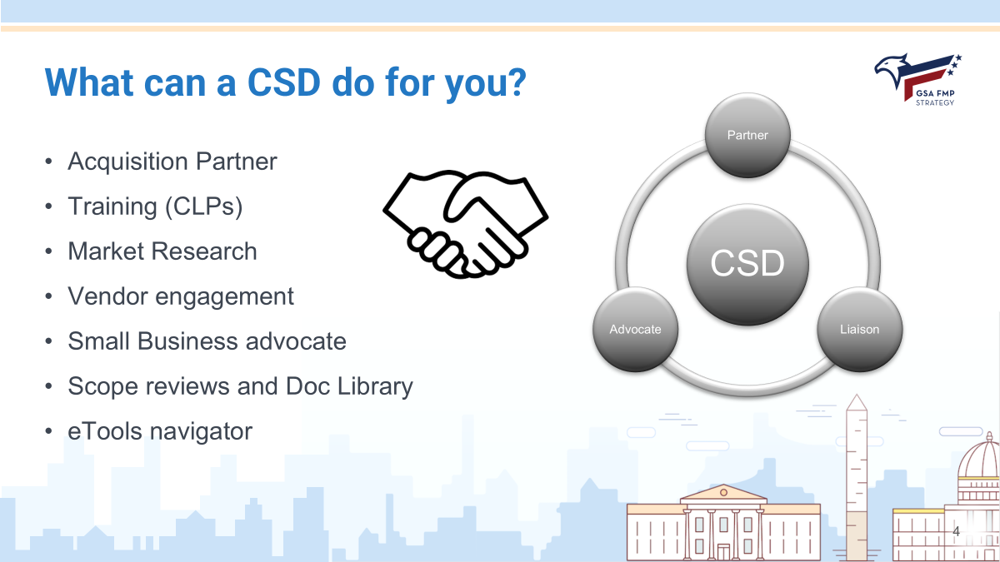 What can a CSD do for you?
GSA FMP
STRATEGY
• Acquisition Partner
• Training (CLPs)
• Market Research
• Vendor engagement
• Small Business advocate
• Scope reviews and Doc Library
• eTools navigator
Partner
CSD
Advocate
Liaison
4